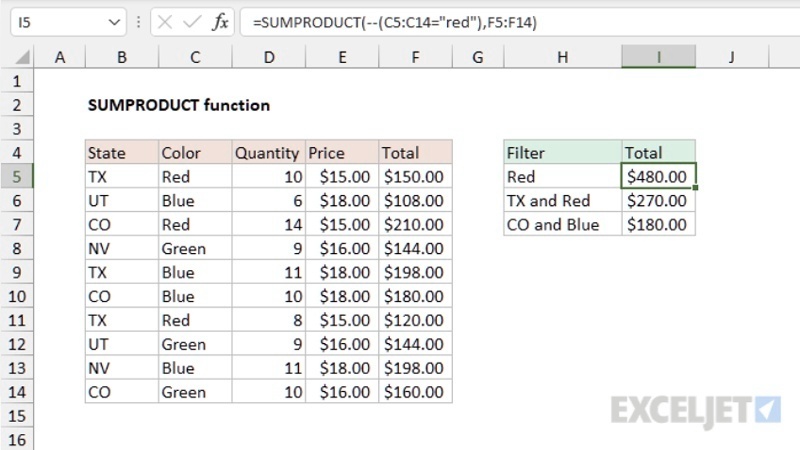 I5 fx =SUMPRODUCT(--(C5:C14="red"),F5:F14)
A B C D E F G H I J
1
2 SUMPRODUCT function
3
4 State Color Quantity Price Total Filter Total
5 TX Red 10 $15.00 $150.00 Red $480.00
6 UT Blue 6 $18.00 $108.00 TX and Red $270.00
7 CO Red 14 $15.00 $210.00 CO and Blue $180.00
8 NV Green 9 $16.00 $144.00
9 TX Blue 11 $18.00 $198.00
10 CO Blue 10 $18.00 $180.00
11 TX Red 8 $15.00 $120.00
12 UT Green 9 $16.00 $144.00
13 NV Blue 11 $18.00 $198.00
14 CO Green 10 $16.00 $160.00
15
16
EXCELJET